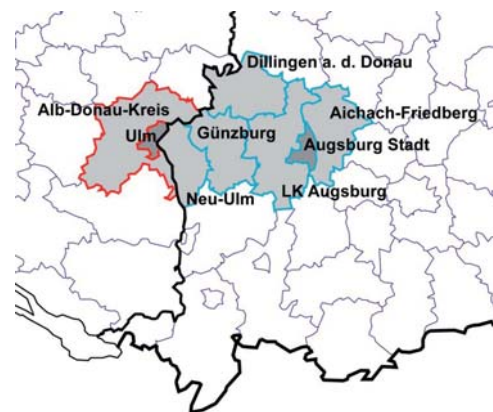 Dillingen a. d. Donau
Alb-Donau-Kreis
Aichach-Friedberg
Ulm
Günzburg
Augsburg Stadt
Neu-Ulm
LK Augsburg